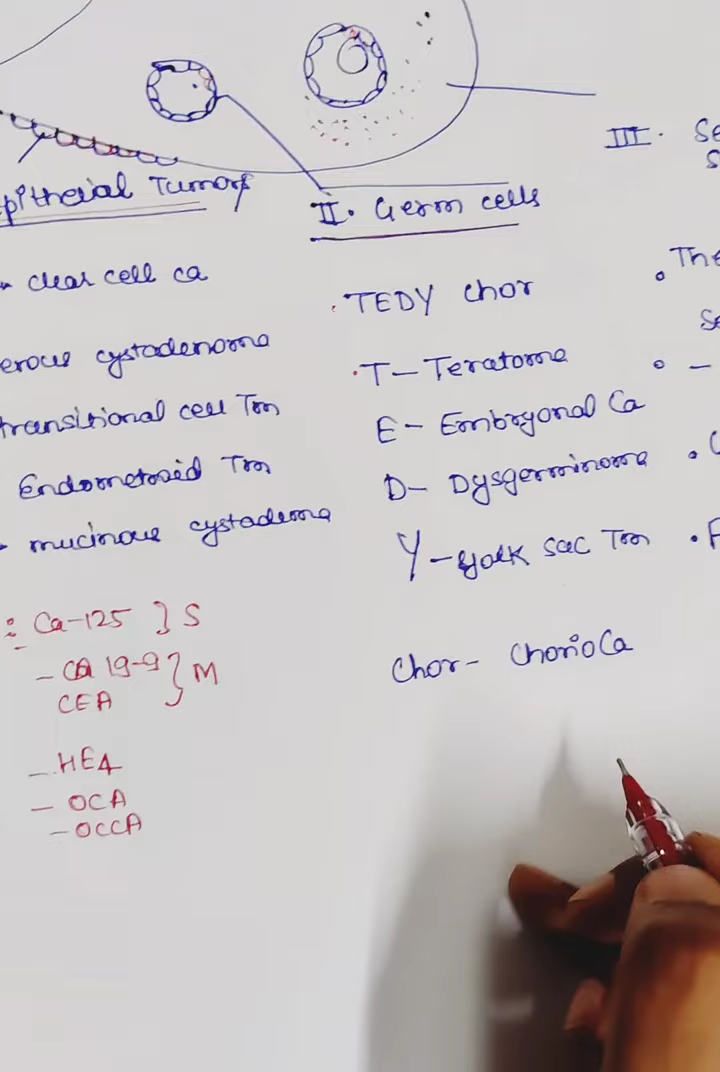 pithelial Tumors
- clear cell ca
erous cystadenoma
transitional cell Tm
Endometroid Tm
- mucinous cystadema
: Ca-125 } S
- CA 19-9 } M
CEA
- HE4
- OCA
- OCCA
II. Germ cells
TEDY chor
T- Teratoma
E- Embryonal Ca
D- Dysgerminoma
Y- yolk sac Tm
Chor- ChorioCa
III. Se
S
The
Se